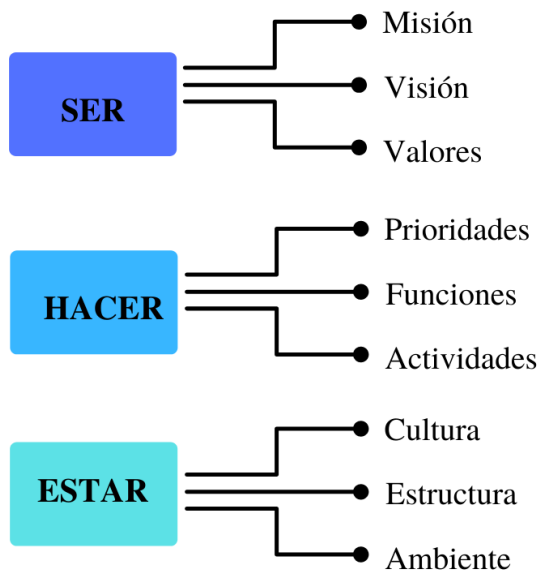 SER
Misión
Visión
Valores
HACER
Prioridades
Funciones
Actividades
ESTAR
Cultura
Estructura
Ambiente